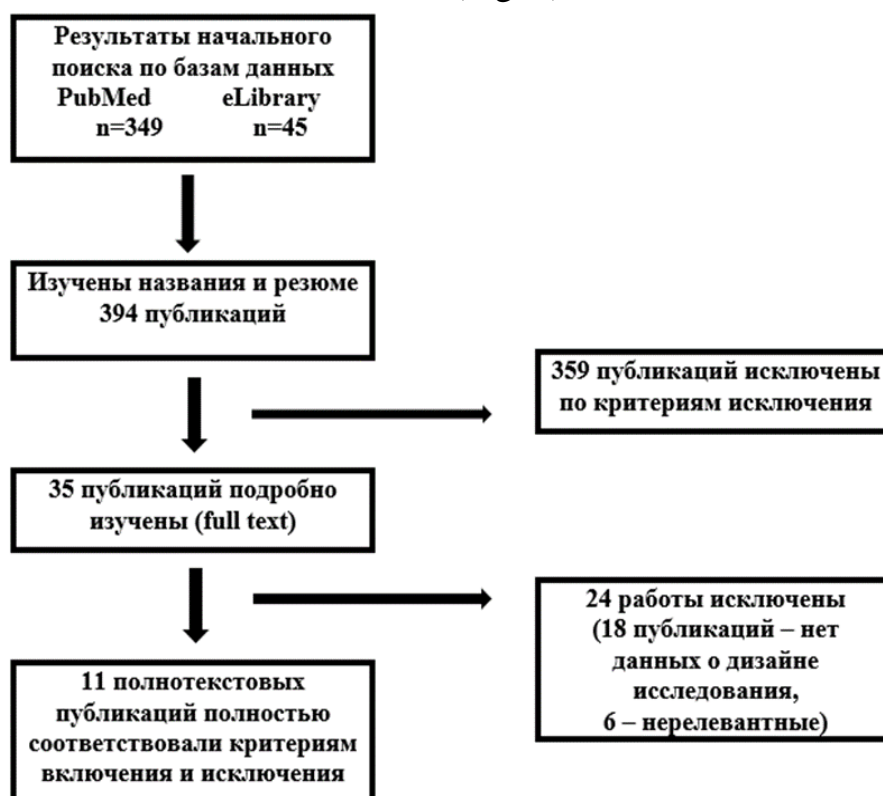 Результаты начального
поиска по базам данных
PubMed eLibrary
n=349 n=45
Изучены названия и резюме
394 публикаций
359 публикаций исключены
по критериям исключения
35 публикаций подробно
изучены (full text)
24 работы исключены
(18 публикаций – нет
данных о дизайне
исследования,
6 – нерелевантные)
11 полнотекстовых
публикаций полностью
соответствовали критериям
включения и исключения